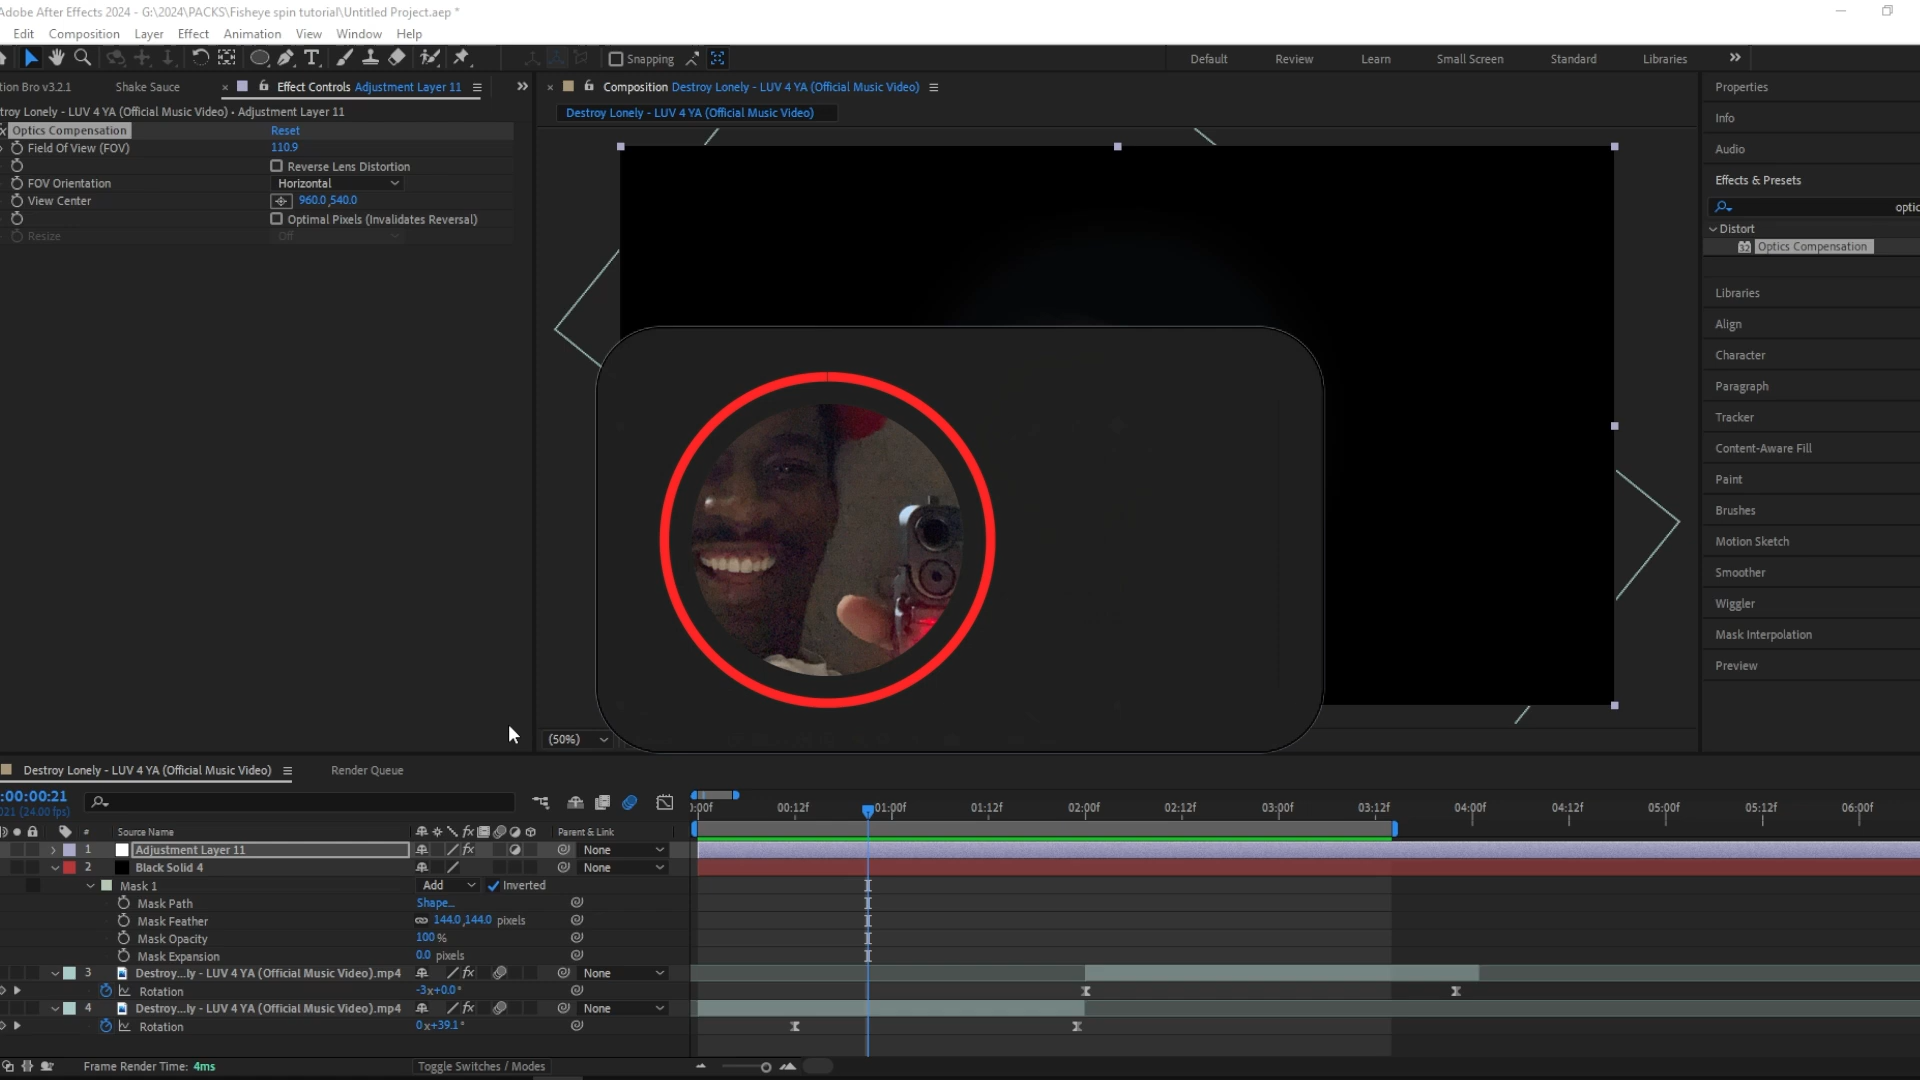 Adobe After Effects 2024 - G:\2024\PACKS\Fisheye spin tutorial\Untitled Project.aep *
Edit Composition Layer Effect Animation View Window Help
Snapping
Default Review Learn Small Screen Standard Libraries
tion Bro v3.2.1 Shake Sauce × Effect Controls Adjustment Layer 11
troy Lonely - LUV 4 YA (Official Music Video) • Adjustment Layer 11
fx Optics Compensation Reset
Field Of View (FOV) 110.9
Reverse Lens Distortion
FOV Orientation Horizontal
View Center 960.0,540.0
Optimal Pixels (Invalidates Reversal)
Resize Off
× Composition Destroy Lonely - LUV 4 YA (Official Music Video)
Destroy Lonely - LUV 4 YA (Official Music Video)
(50%)
Properties
Info
Audio
Effects & Presets
optic
Distort
32 Optics Compensation
Libraries
Align
Character
Paragraph
Tracker
Content-Aware Fill
Paint
Brushes
Motion Sketch
Smoother
Wiggler
Mask Interpolation
Preview
Destroy Lonely - LUV 4 YA (Official Music Video) Render Queue
:00:00:21
021 (24.00 fps)
):00f 00:12f 01:00f 01:12f 02:00f 02:12f 03:00f 03:12f 04:00f 04:12f 05:00f 05:12f 06:00f
# Source Name fx Parent & Link
1 Adjustment Layer 11 fx None
2 Black Solid 4 None
Mask 1 Add Inverted
Mask Path Shape...
Mask Feather 144.0,144.0 pixels
Mask Opacity 100 %
Mask Expansion 0.0 pixels
3 Destroy...ly - LUV 4 YA (Official Music Video).mp4 fx None
Rotation -3x+0.0°
4 Destroy...ly - LUV 4 YA (Official Music Video).mp4 fx None
Rotation 0x+39.1°
Frame Render Time: 4ms Toggle Switches / Modes